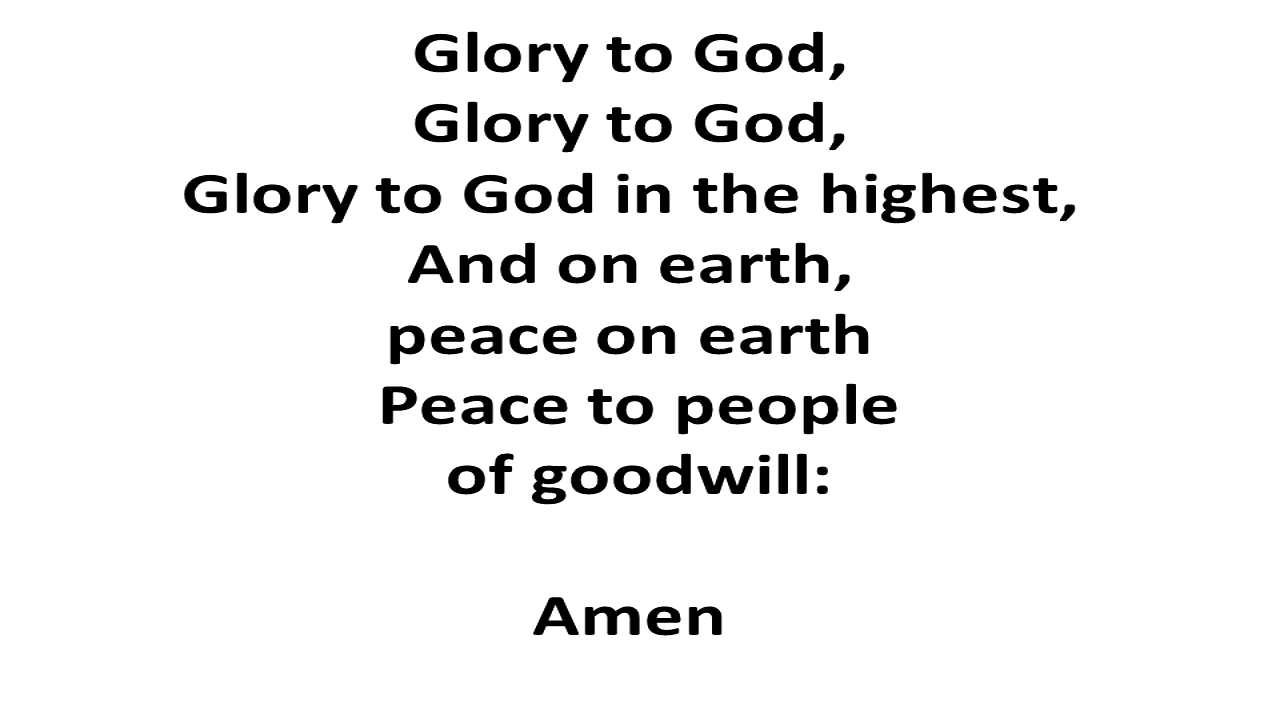 Glory to God,
Glory to God,
Glory to God in the highest,
And on earth,
peace on earth
Peace to people
of goodwill:
Amen